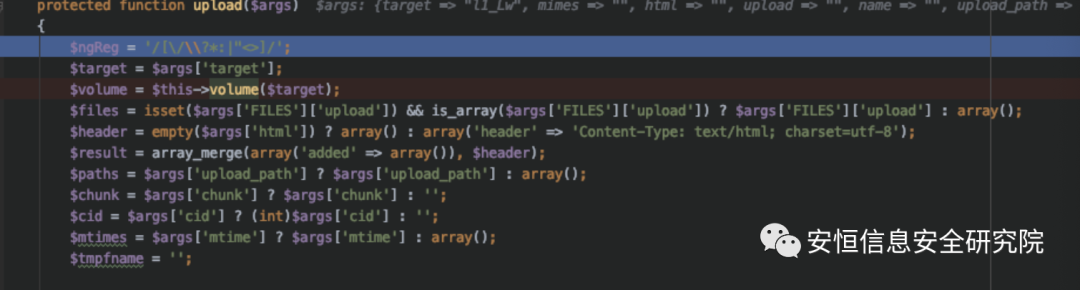 protected function upload($args)  $args: {target => "l1_Lw", mimes => "", html => "", upload => "", name => "", upload_path =>
{
$ngReg = '/[\/\\?*:|"<>]/';
$target = $args['target'];
$volume = $this->volume($target);
$files = isset($args['FILES']['upload']) && is_array($args['FILES']['upload']) ? $args['FILES']['upload'] : array();
$header = empty($args['html']) ? array() : array('header' => 'Content-Type: text/html; charset=utf-8');
$result = array_merge(array('added' => array()), $header);
$paths = $args['upload_path'] ? $args['upload_path'] : array();
$chunk = $args['chunk'] ? $args['chunk'] : '';
$cid = $args['cid'] ? (int)$args['cid'] : '';
$mtimes = $args['mtime'] ? $args['mtime'] : array();
$tmpfname = '';
安恒信息安全研究院